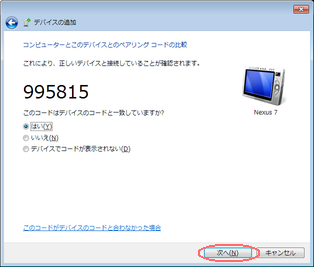 デバイスの追加
コンピューターとこのデバイスとのペアリング コードの比較
これにより、正しいデバイスと接続していることが確認されます。
995815
Nexus 7
このコードはデバイスのコードと一致していますか?
はい(Y)
いいえ(N)
デバイスでコードが表示されない(D)
このコードがデバイスのコードと合わなかった場合
次へ(N)
キャンセル